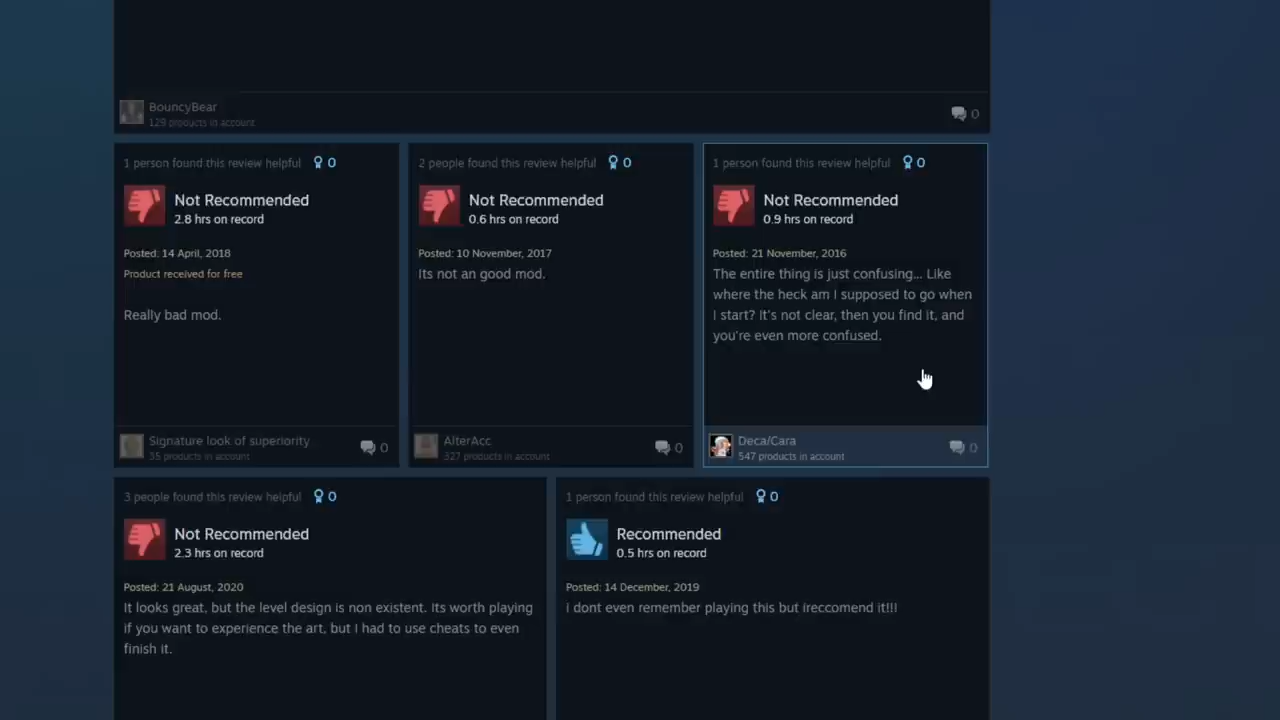 BouncyBear
129 products in account
0
1 person found this review helpful 0
Not Recommended
2.8 hrs on record
Posted: 14 April, 2018
Product received for free
Really bad mod.
Signature look of superiority
35 products in account
0
2 people found this review helpful 0
Not Recommended
0.6 hrs on record
Posted: 10 November, 2017
Its not an good mod.
AlterAcc
327 products in account
0
1 person found this review helpful 0
Not Recommended
0.9 hrs on record
Posted: 21 November, 2016
The entire thing is just confusing... Like
where the heck am I supposed to go when
I start? It's not clear, then you find it, and
you're even more confused.
Deca/Cara
547 products in account
0
3 people found this review helpful 0
Not Recommended
2.3 hrs on record
Posted: 21 August, 2020
It looks great, but the level design is non existent. Its worth playing
if you want to experience the art, but I had to use cheats to even
finish it.
1 person found this review helpful 0
Recommended
0.5 hrs on record
Posted: 14 December, 2019
i dont even remember playing this but ireccomend it!!!